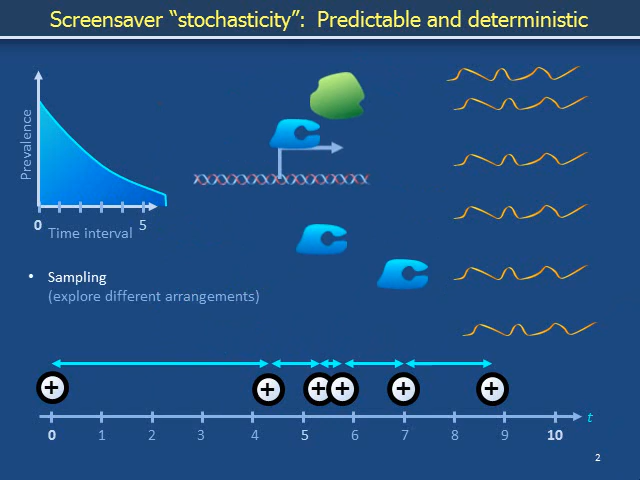 Screensaver “stochasticity”: Predictable and deterministic
Prevalence
0 5
Time interval
• Sampling
(explore different arrangements)
+ + + + + +
t
0 1 2 3 4 5 6 7 8 9 10
2